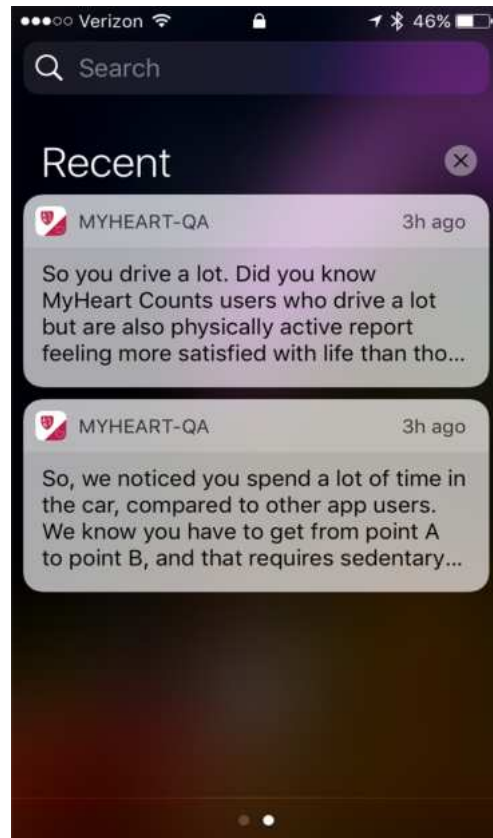 Verizon 46%
Search
Recent
MYHEART-QA 3h ago
So you drive a lot. Did you know
MyHeart Counts users who drive a lot
but are also physically active report
feeling more satisfied with life than tho...
MYHEART-QA 3h ago
So, we noticed you spend a lot of time in
the car, compared to other app users.
We know you have to get from point A
to point B, and that requires sedentary...